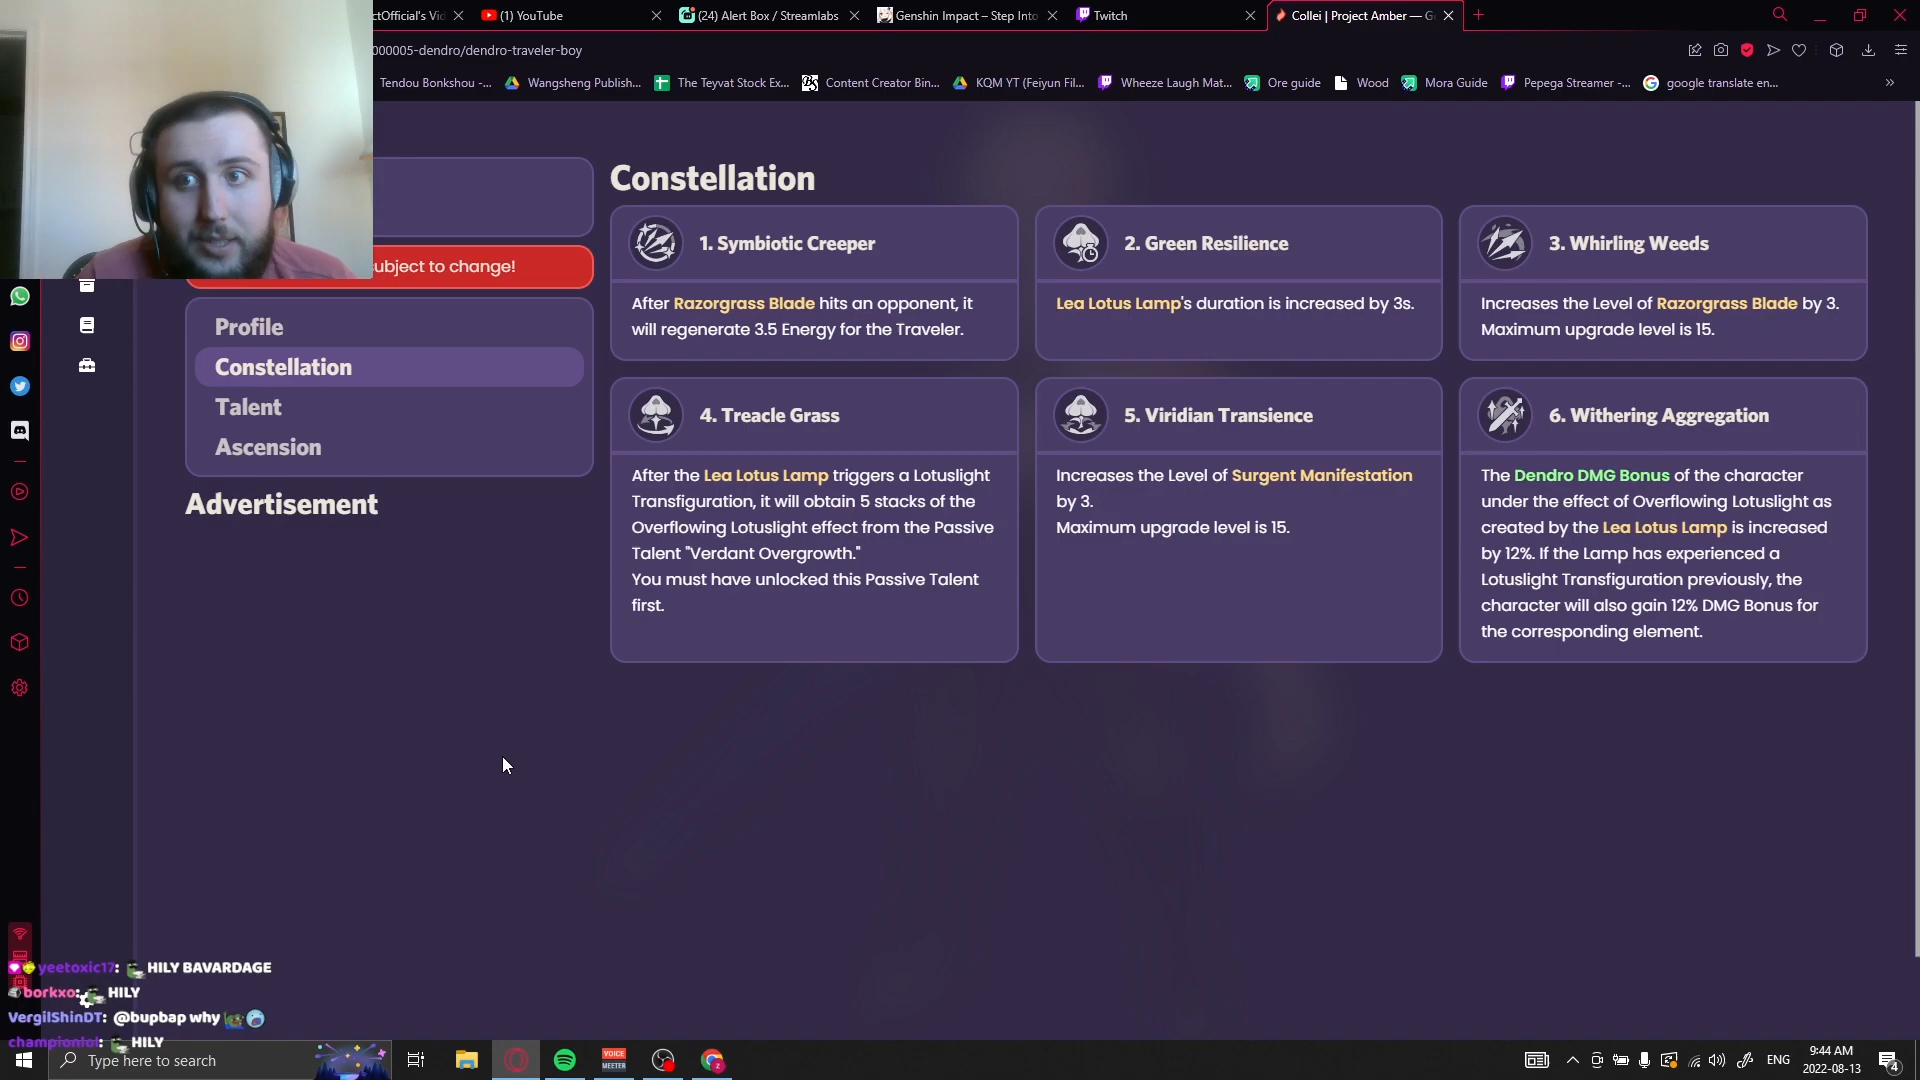 ctOfficial's Vid
(1) YouTube
(24) Alert Box / Streamlabs
Genshin Impact – Step Into
Twitch
Collei | Project Amber — G
000005-dendro/dendro-traveler-boy
Tendou Bonkshou -...
Wangsheng Publish...
The Teyvat Stock Ex...
Content Creator Bin...
KQM YT (Feiyun Fil...
Wheeze Laugh Mat...
Ore guide
Wood
Mora Guide
Pepega Streamer -...
google translate en...
subject to change!
Profile
Constellation
Talent
Ascension
Advertisement
Constellation
1. Symbiotic Creeper
After Razorgrass Blade hits an opponent, it
will regenerate 3.5 Energy for the Traveler.
2. Green Resilience
Lea Lotus Lamp's duration is increased by 3s.
3. Whirling Weeds
Increases the Level of Razorgrass Blade by 3.
Maximum upgrade level is 15.
4. Treacle Grass
After the Lea Lotus Lamp triggers a Lotuslight
Transfiguration, it will obtain 5 stacks of the
Overflowing Lotuslight effect from the Passive
Talent "Verdant Overgrowth."
You must have unlocked this Passive Talent
first.
5. Viridian Transience
Increases the Level of Surgent Manifestation
by 3.
Maximum upgrade level is 15.
6. Withering Aggregation
The Dendro DMG Bonus of the character
under the effect of Overflowing Lotuslight as
created by the Lea Lotus Lamp is increased
by 12%. If the Lamp has experienced a
Lotuslight Transfiguration previously, the
character will also gain 12% DMG Bonus for
the corresponding element.
yeetoxic17: HILY BAVARDAGE
borkxo: HILY
VergilShinDT: @bupbap why
championlol: HILY
Type here to search
VOICE
MEETER
ENG
9:44 AM
2022-08-13
4